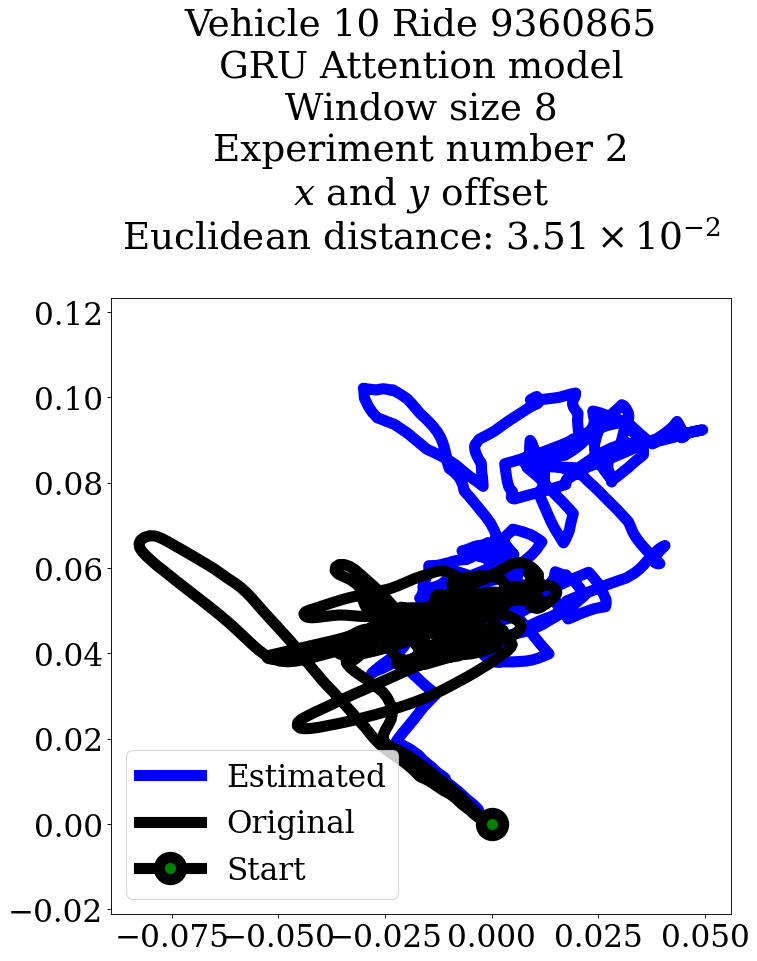 Vehicle 10 Ride 9360865
GRU Attention model
Window size 8
Experiment number 2
x and y offset
Euclidean distance: 3.51 × 10⁻²
0.12
0.10
0.08
0.06
0.04
0.02
0.00
−0.02
Estimated
Original
Start
−0.075 −0.050 −0.025 0.000 0.025 0.050